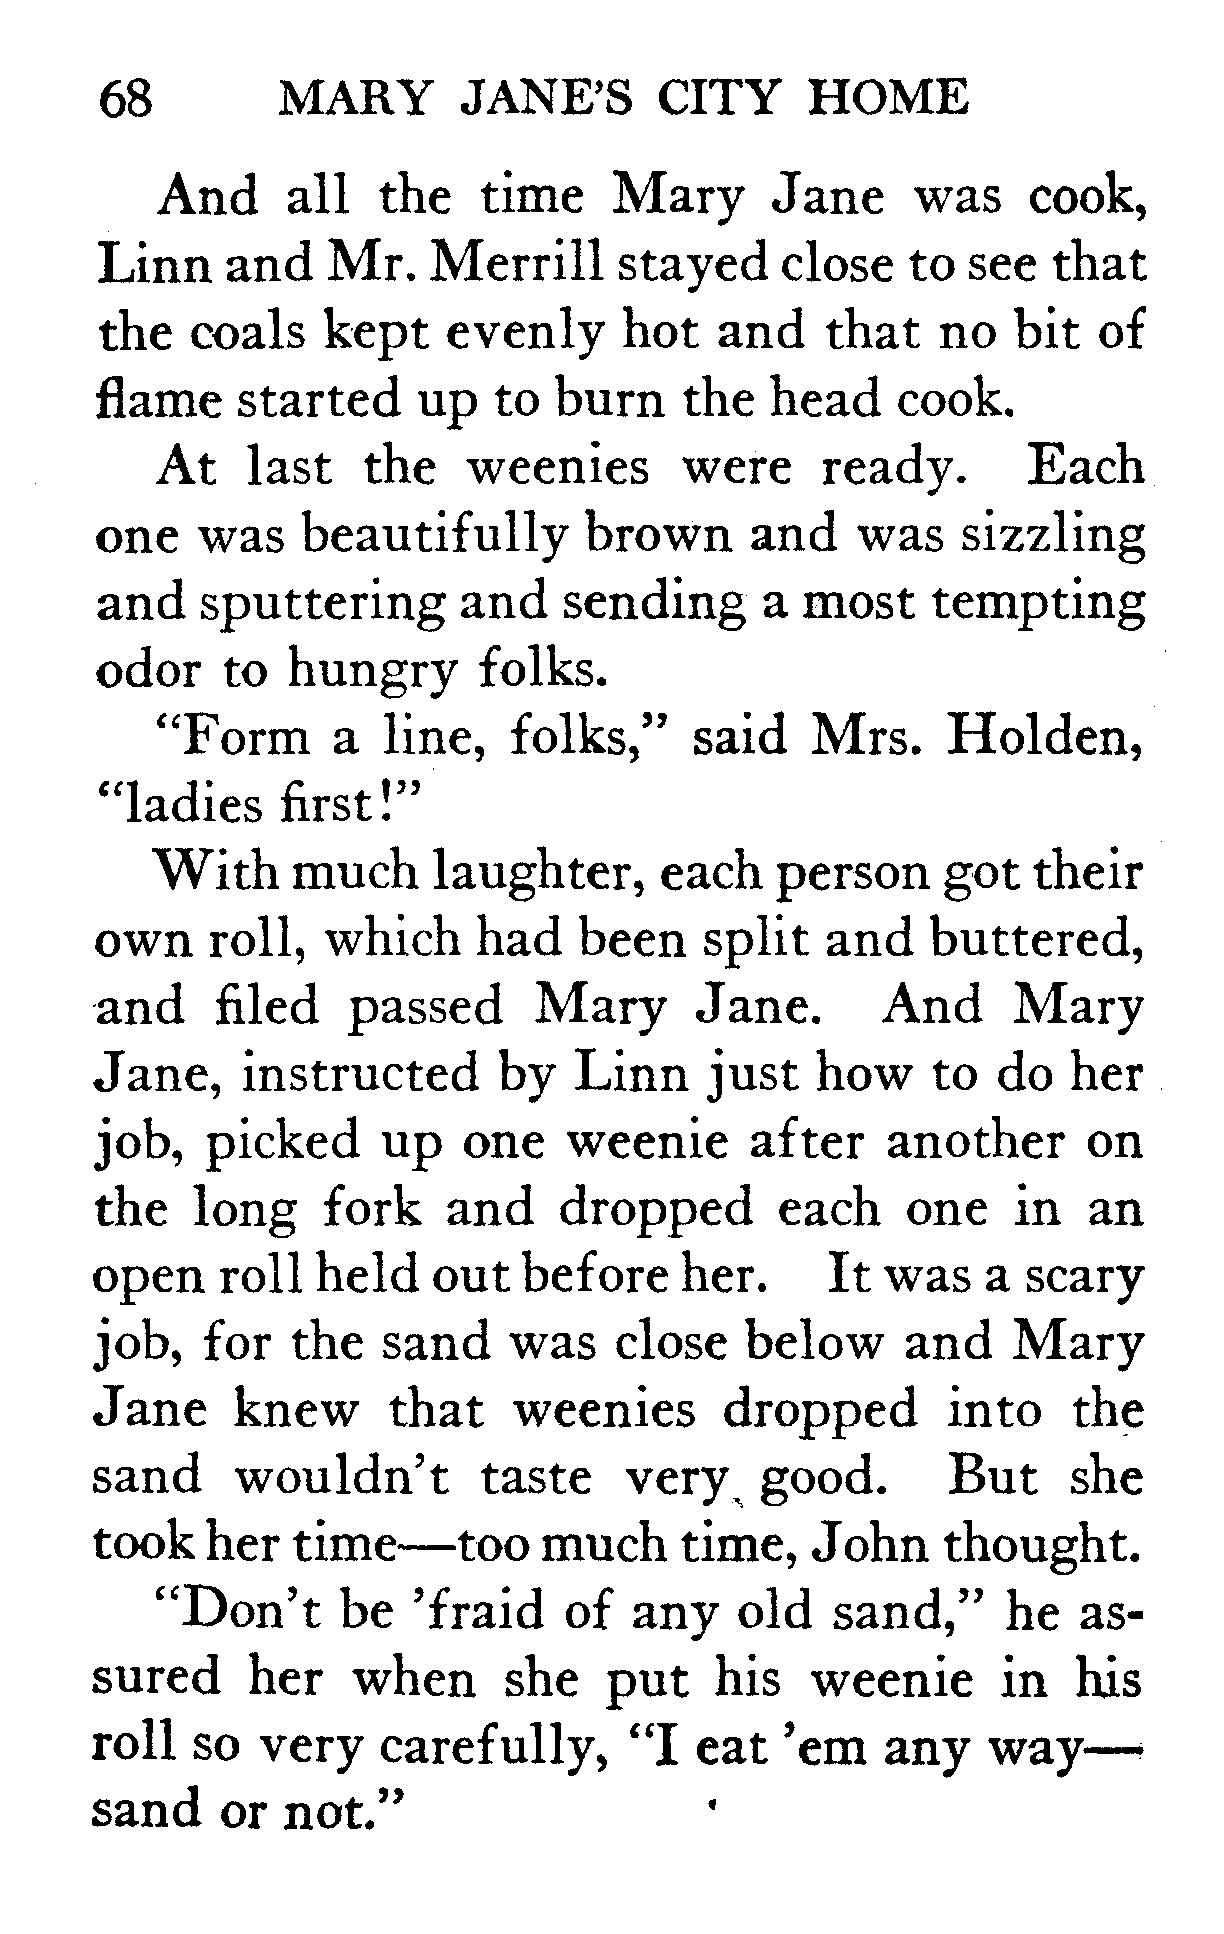 68 MARY JANE'S CITY HOME
And all the time Mary Jane was cook,
Linn and Mr. Merrill stayed close to see that
the coals kept evenly hot and that no bit of
flame started up to burn the head cook.
At last the weenies were ready. Each
one was beautifully brown and was sizzling
and sputtering and sending a most tempting
odor to hungry folks.
“Form a line, folks,” said Mrs. Holden,
“ladies first!”
With much laughter, each person got their
own roll, which had been split and buttered,
and filed passed Mary Jane. And Mary
Jane, instructed by Linn just how to do her
job, picked up one weenie after another on
the long fork and dropped each one in an
open roll held out before her. It was a scary
job, for the sand was close below and Mary
Jane knew that weenies dropped into the
sand wouldn't taste very good. But she
took her time—too much time, John thought.
“Don't be 'fraid of any old sand,” he as-
sured her when she put his weenie in his
roll so very carefully, “I eat 'em any way—
sand or not.”